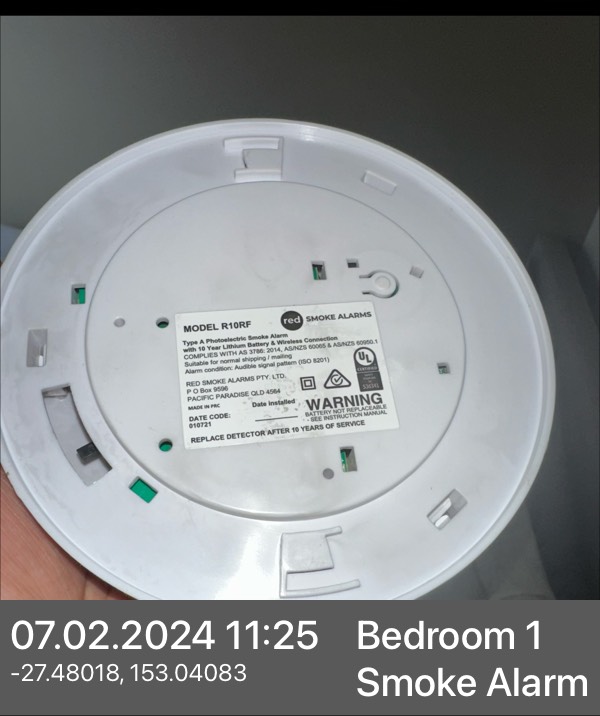 MODEL R10RF
red SMOKE ALARMS
Type A Photoelectric Smoke Alarm
with 10 Year Lithium Battery & Wireless Connection
COMPLIES WITH AS 3786: 2014, AS/NZS 60065 & AS/NZS 60950.1
Suitable for normal shipping / mailing
Alarm condition: Audible signal pattern (ISO 8201)
UL
CERTIFIED
RED SMOKE ALARMS PTY. LTD.
P O Box 9596
PACIFIC PARADISE QLD 4564
MADE IN PRC
Date Installed
DATE CODE:
010721
WARNING
BATTERY NOT REPLACEABLE
- SEE INSTRUCTION MANUAL
REPLACE DETECTOR AFTER 10 YEARS OF SERVICE
07.02.2024 11:25
-27.48018, 153.04083
Bedroom 1
Smoke Alarm